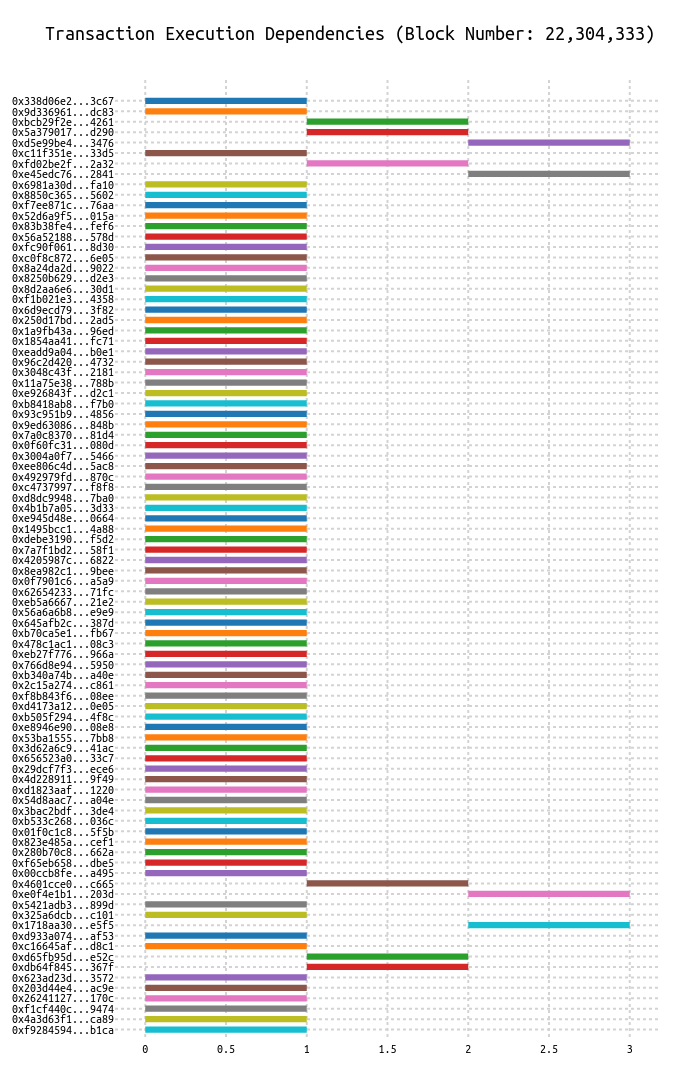 Transaction Execution Dependencies (Block Number: 22,304,333)
0x338d06e2...3c67
0x9d336961...dc83
0xbcb29f2e...4261
0x5a379017...d290
0xd5e99be4...3476
0xc11f351e...33d5
0xfd02be2f...2a32
0xe45edc76...2841
0x6981a30d...fa10
0x8850c365...5602
0xf7ee871c...76aa
0x52d6a9f5...015a
0x83b38fe4...fef6
0x56a52188...578d
0xfc90f061...8d30
0xc0f8c872...6e05
0x8a24da2d...9022
0x8250b629...d2e3
0x8d2aa6e6...30d1
0xf1b021e3...4358
0x6d9ecd79...3f82
0x250d17bd...2ad5
0x1a9fb43a...96ed
0x1854aa41...fc71
0xeadd9a04...b0e1
0x96c2d420...4732
0x3048c43f...2181
0x11a75e38...788b
0xe926843f...d2c1
0xb8418ab8...f7b0
0x93c951b9...4856
0x9ed63086...848b
0x7a0c8370...81d4
0x0f60fc31...080d
0x3004a0f7...5466
0xee806c4d...5ac8
0x492979fd...870c
0xc4737997...f8f8
0xd8dc9948...7ba0
0x4b1b7a05...3d33
0xe945d48e...0664
0x1495bcc1...4a88
0xdebe3190...f5d2
0x7a7f1bd2...58f1
0x4205987c...6822
0x8ea982c1...9bee
0x0f7901c6...a5a9
0x62654233...71fc
0xeb5a6667...21e2
0x56a6a6b8...e9e9
0x645afb2c...387d
0xb70ca5e1...fb67
0x478c1ac1...08c3
0xeb27f776...966a
0x766d8e94...5950
0xb340a74b...a40e
0x2c15a274...c861
0xf8b843f6...08ee
0xd4173a12...0e05
0xb505f294...4f8c
0xe8946e90...08e8
0x53ba1555...7bb8
0x3d62a6c9...41ac
0x656523a0...33c7
0x29dcf7f3...ece6
0x4d228911...9f49
0xd1823aaf...1220
0x54d8aac7...a04e
0x3bac2bdf...3de4
0xb533c268...036c
0x01f0c1c8...5f5b
0x823e485a...cef1
0x280b70c8...662a
0xf65eb658...dbe5
0x00ccb8fe...a495
0x4601cce0...c665
0xe0f4e1b1...203d
0x5421adb3...899d
0x325a6dcb...c101
0x1718aa30...e5f5
0xd933a074...af53
0xc16645af...d8c1
0xd65fb95d...e52c
0xdb64f845...367f
0x623ad23d...3572
0x203d44e4...ac9e
0x26241127...170c
0xf1cf440c...9474
0x4a3d63f1...ca89
0xf9284594...b1ca
0 0.5 1 1.5 2 2.5 3